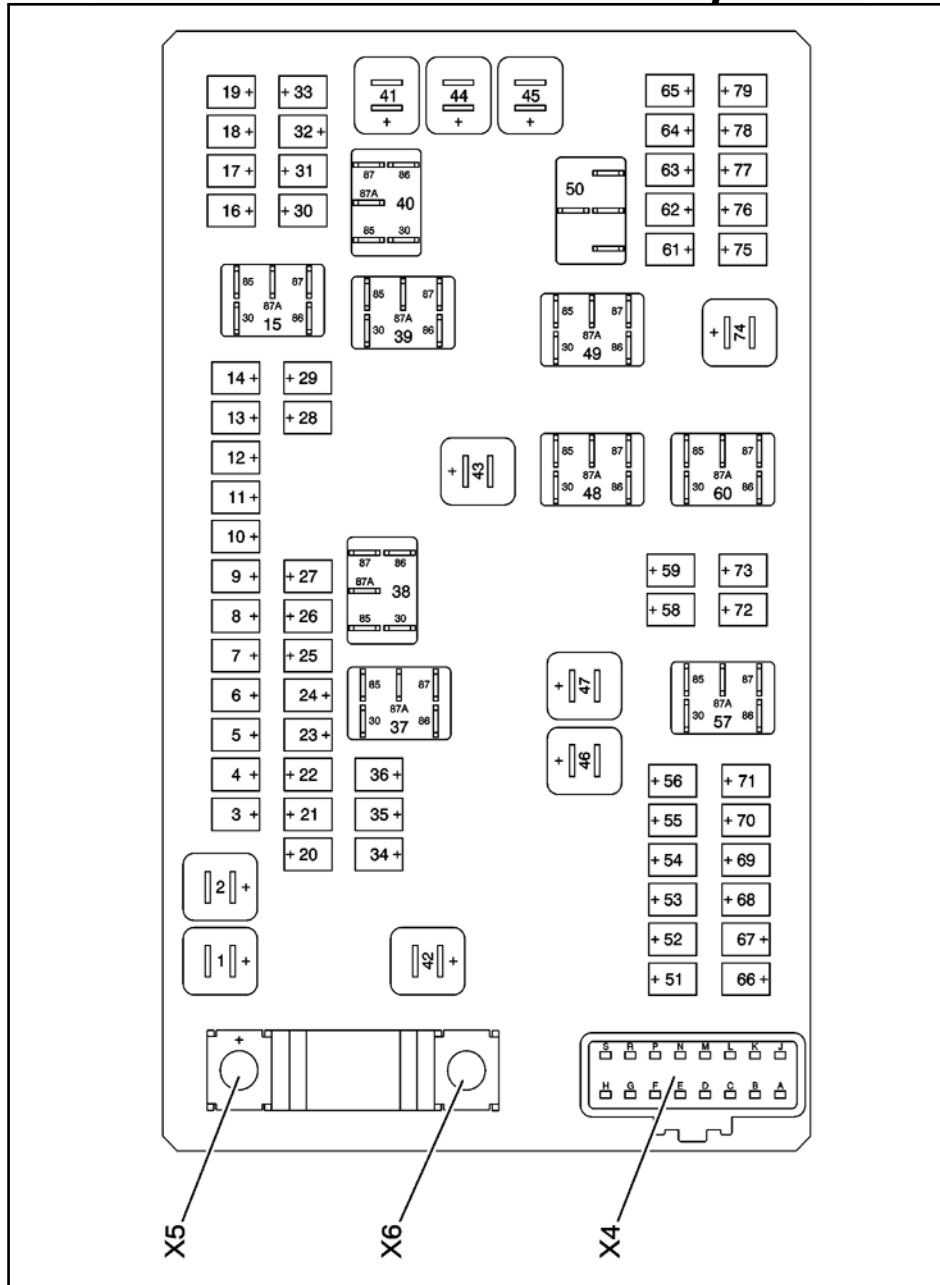 19 + + 33 41 44 45 65 + + 79
+ + +
18 + 32 + 64 + + 78
17 + + 31 87 86 63 + + 77
87A 40 50
16 + + 30 85 30 62 + + 76
61 + + 75
85 87 85 87 85 87
87A 87A 87A + 74
30 15 86 30 39 86 30 49 86
14 + + 29
13 + + 28
12 + + 43 85 87 85 87
87A 87A
11 + 30 48 86 30 60 86
10 +
9 + + 27 87 86 + 59 + 73
87A 38
8 + + 26 85 30 + 58 + 72
7 + + 25
6 + 24 + 85 87 + 47 85 87
87A 87A
5 + 23 + 30 37 86 30 57 86
4 + + 22 36 + + 46 + 56 + 71
3 + + 21 35 + + 55 + 70
+ 20 34 + + 54 + 69
2 + + 53 + 68
1 + 42 + + 52 67 +
+ 51 66 +
+
S R P N M L K J
H G F E D C B A
X5 X6 X4